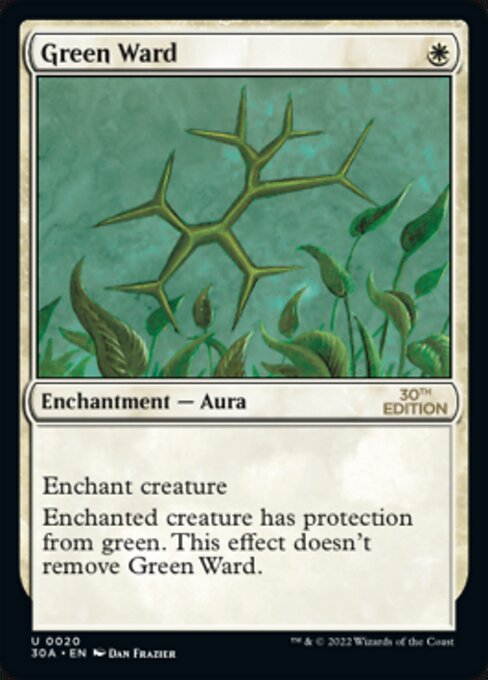 Green Ward
Enchantment — Aura
30TH
EDITION
Enchant creature
Enchanted creature has protection
from green. This effect doesn't
remove Green Ward.
U 0020
30A • EN Dan Frazier
™ & © 2022 Wizards of the Coast